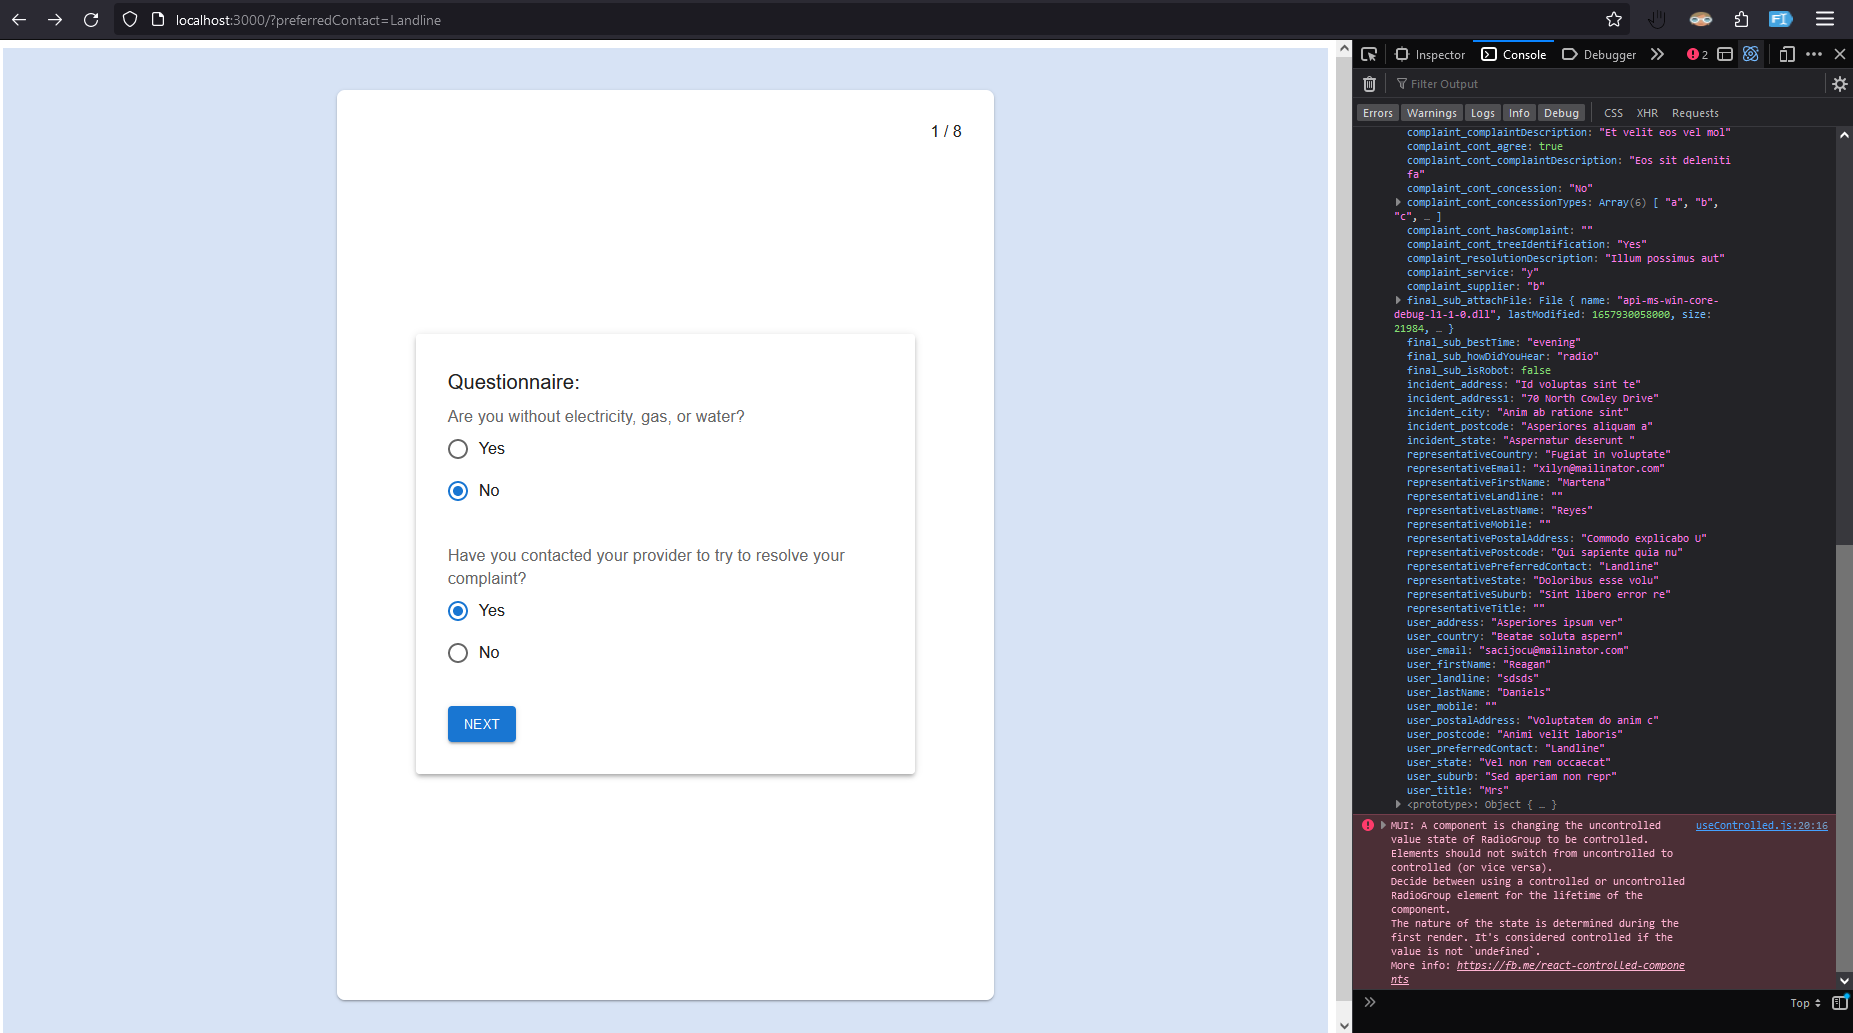 localhost:3000/?preferredContact=Landline
1 / 8
Questionnaire:
Are you without electricity, gas, or water?
Yes
No
Have you contacted your provider to try to resolve your
complaint?
Yes
No
NEXT
Inspector
Console
Debugger
2
Filter Output
Errors
Warnings
Logs
Info
Debug
CSS
XHR
Requests
complaint_complaintDescription: "Et velit eos vel mol"
complaint_cont_agree: true
complaint_cont_complaintDescription: "Eos sit deleniti
fa"
complaint_cont_concession: "No"
complaint_cont_concessionTypes: Array(6) [ "a", "b",
"c", … ]
complaint_cont_hasComplaint: ""
complaint_cont_treeIdentification: "Yes"
complaint_resolutionDescription: "Illum possimus aut"
complaint_service: "y"
complaint_supplier: "b"
final_sub_attachFile: File { name: "api-ms-win-core-
debug-l1-1-0.dll", lastModified: 1657930058000, size:
21984, … }
final_sub_bestTime: "evening"
final_sub_howDidYouHear: "radio"
final_sub_isRobot: false
incident_address: "Id voluptas sint te"
incident_address1: "70 North Cowley Drive"
incident_city: "Anim ab ratione sint"
incident_postcode: "Asperiores aliquam a"
incident_state: "Aspernatur deserunt "
representativeCountry: "Fugiat in voluptate"
representativeEmail: "xilyn@mailinator.com"
representativeFirstName: "Martena"
representativeLandline: ""
representativeLastName: "Reyes"
representativeMobile: ""
representativePostalAddress: "Commodo explicabo U"
representativePostcode: "Qui sapiente quia nu"
representativePreferredContact: "Landline"
representativeState: "Doloribus esse volu"
representativeSuburb: "Sint libero error re"
representativeTitle: ""
user_address: "Asperiores ipsum ver"
user_country: "Beatae soluta aspern"
user_email: "sacijocu@mailinator.com"
user_firstName: "Reagan"
user_landline: "sdsds"
user_lastName: "Daniels"
user_mobile: ""
user_postalAddress: "Voluptatem do anim c"
user_postcode: "Animi velit laboris"
user_preferredContact: "Landline"
user_state: "Vel non rem occaecat"
user_suburb: "Sed aperiam non repr"
user_title: "Mrs"
<prototype>: Object { … }
MUI: A component is changing the uncontrolled
useControlled.js:20:16
value state of RadioGroup to be controlled.
Elements should not switch from uncontrolled to
controlled (or vice versa).
Decide between using a controlled or uncontrolled
RadioGroup element for the lifetime of the
component.
The nature of the state is determined during the
first render. It's considered controlled if the
value is not `undefined`.
More info: https://fb.me/react-controlled-compone
nts
Top